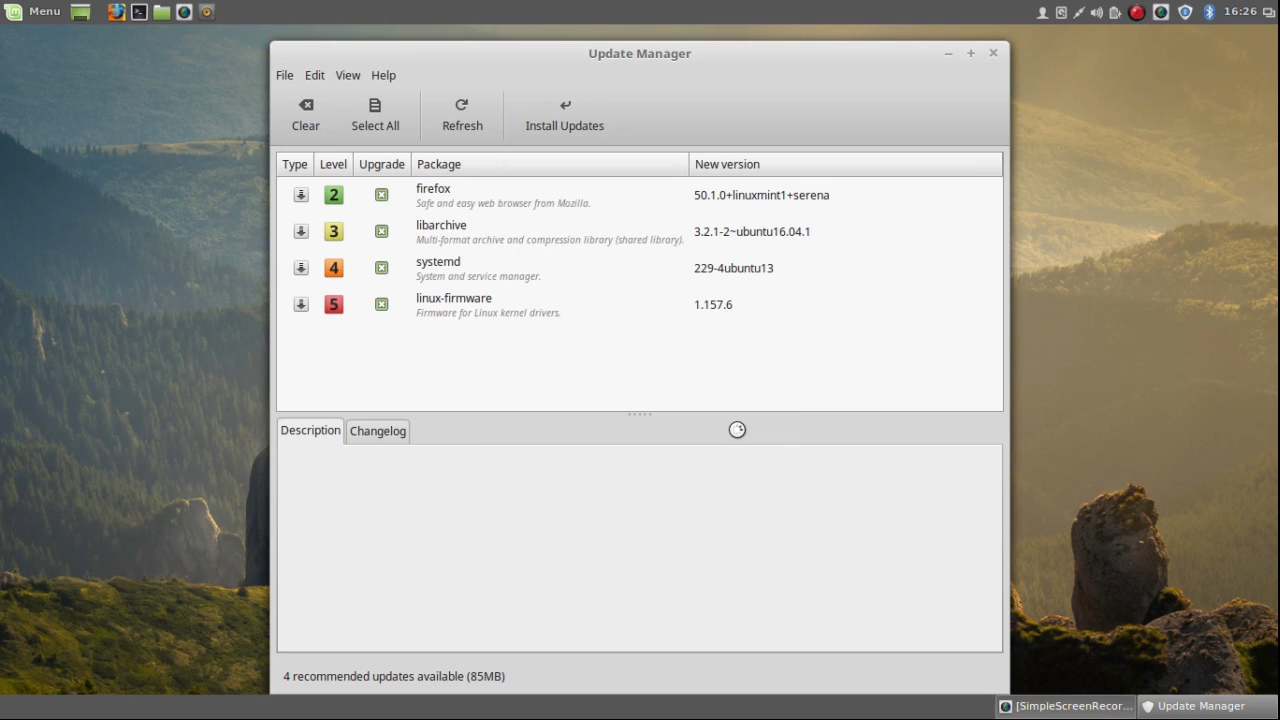 Menu
16:26
Update Manager
File Edit View Help
Clear Select All Refresh Install Updates
Type Level Upgrade Package New version
2 firefox 50.1.0+linuxmint1+serena
Safe and easy web browser from Mozilla.
3 libarchive 3.2.1-2~ubuntu16.04.1
Multi-format archive and compression library (shared library).
4 systemd 229-4ubuntu13
System and service manager.
5 linux-firmware 1.157.6
Firmware for Linux kernel drivers.
Description Changelog
4 recommended updates available (85MB)
[SimpleScreenRecor... Update Manager